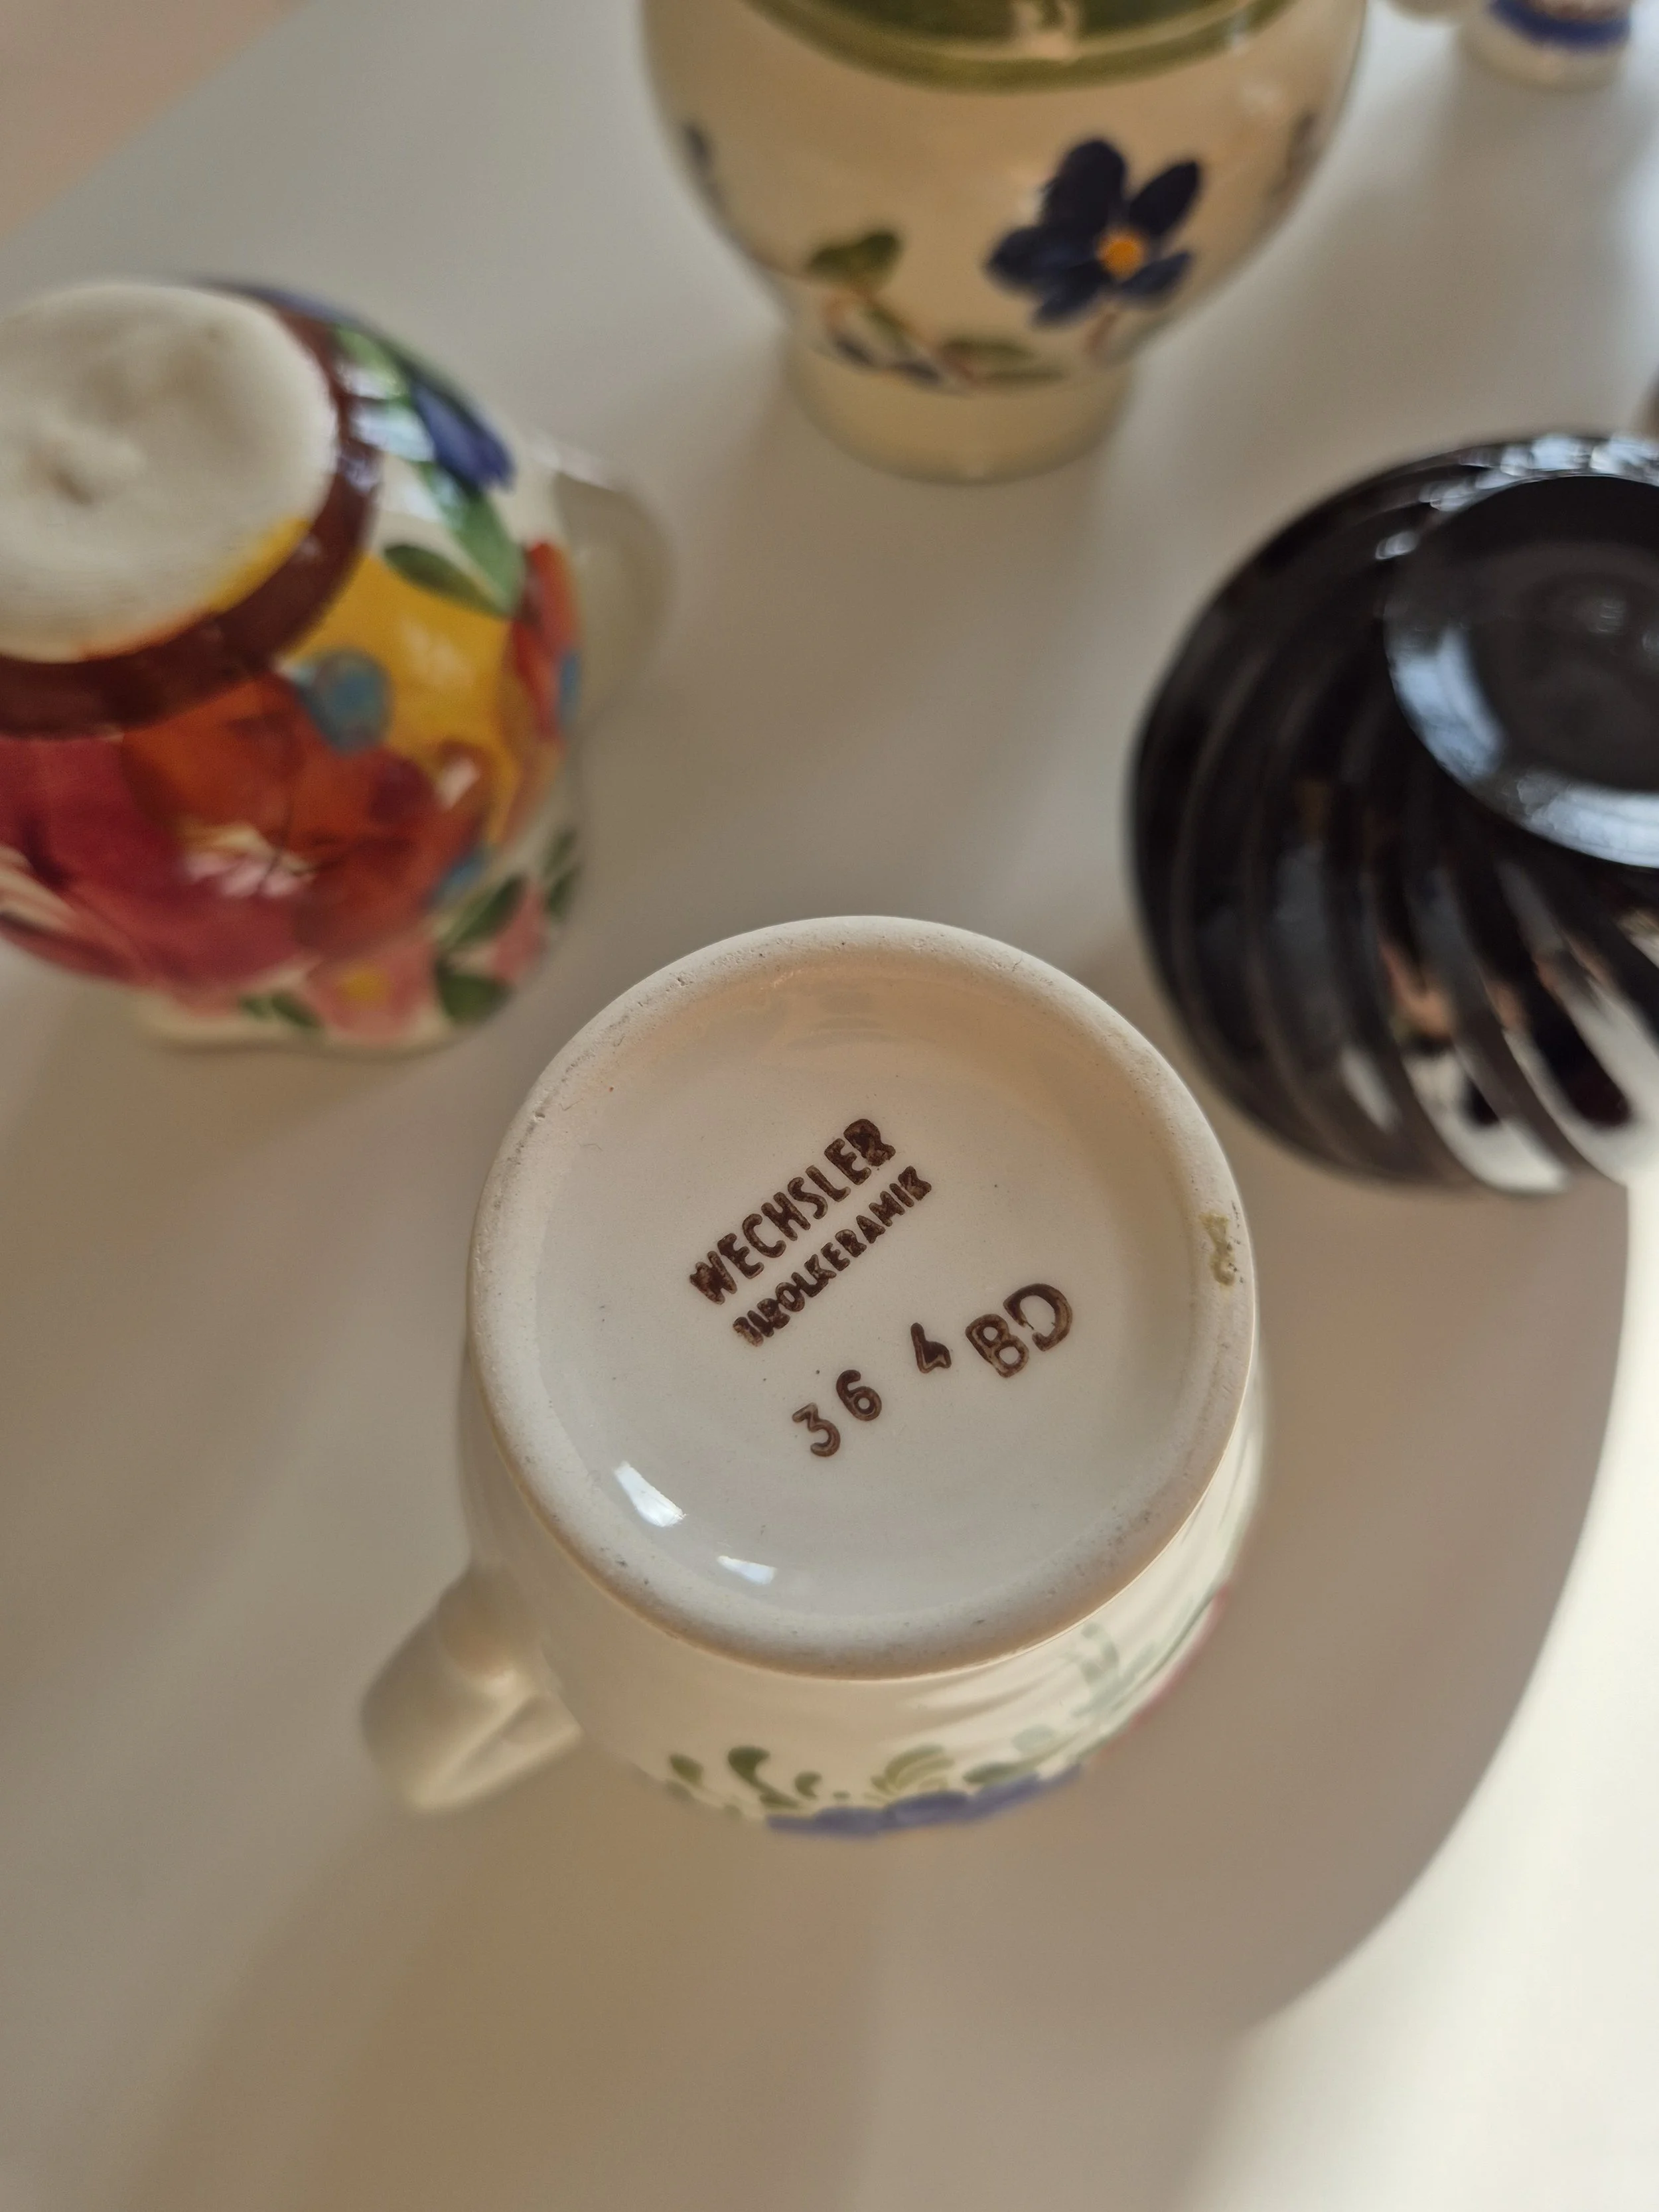 WECHSLER
TIROLKERAMIK
36 4 BD